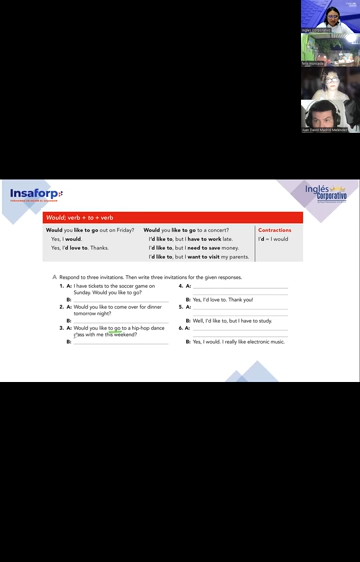 Insaforp
Inglés
Corporativo
Would; verb + to + verb
Would you like to go out on Friday?
Yes, I would.
Yes, I'd love to. Thanks.
Would you like to go to a concert?
I'd like to, but I have to work late.
I'd like to, but I need to save money.
I'd like to, but I want to visit my parents.
Contractions
I'd = I would
A Respond to three invitations. Then write three invitations for the given responses.
1. A: I have tickets to the soccer game on
Sunday. Would you like to go?
B:
2. A: Would you like to come over for dinner
tomorrow night?
B:
3. A: Would you like to go to a hip-hop dance
class with me this weekend?
B:
4. A:
B: Yes, I'd love to. Thank you!
5. A:
B: Well, I'd like to, but I have to study.
6. A:
B: Yes, I would. I really like electronic music.